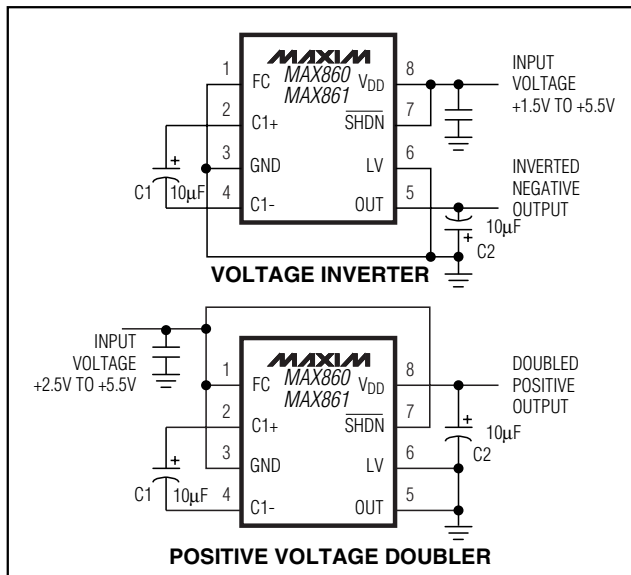 MAXIM
MAX860
MAX861
1 FC
2 C1+
3 GND
4 C1-
VDD 8
SHDN 7
LV 6
OUT 5
C1 10µF +
INPUT
VOLTAGE
+1.5V TO +5.5V
INVERTED
NEGATIVE
OUTPUT
10µF
+ C2
VOLTAGE INVERTER
INPUT
VOLTAGE
+2.5V TO +5.5V
MAXIM
MAX860
MAX861
1 FC
2 C1+
3 GND
4 C1-
VDD 8
SHDN 7
LV 6
OUT 5
C1 10µF +
DOUBLED
POSITIVE
OUTPUT
+ 10µF
C2
POSITIVE VOLTAGE DOUBLER